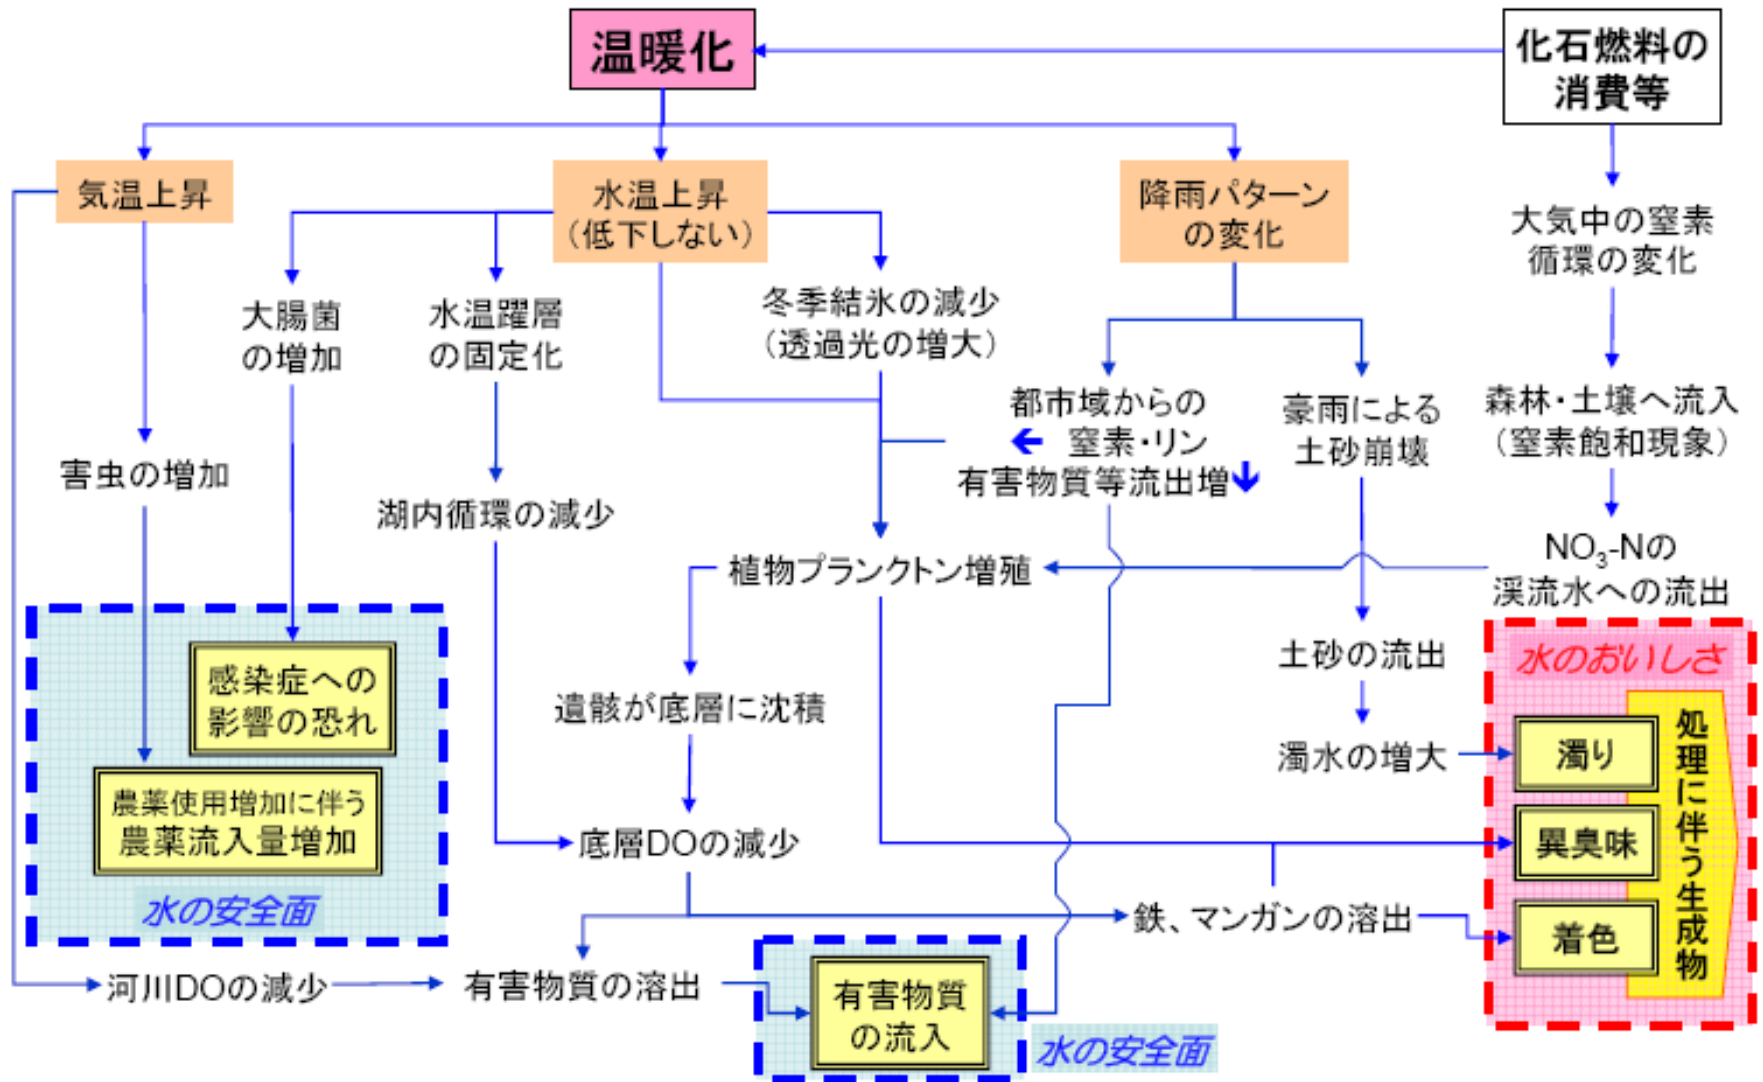 温暖化
化石燃料の
消費等
気温上昇
水温上昇
(低下しない)
降雨パターン
の変化
大気中の窒素
循環の変化
大腸菌
の増加
水温躍層
の固定化
冬季結氷の減少
(透過光の増大)
都市域からの
窒素・リン
有害物質等流出増
豪雨による
土砂崩壊
森林・土壌へ流入
(窒素飽和現象)
害虫の増加
湖内循環の減少
植物プランクトン増殖
NO₃-Nの
渓流水への流出
感染症への
影響の恐れ
遺骸が底層に沈積
土砂の流出
水のおいしさ
農薬使用増加に伴う
農薬流入量増加
水の安全面
底層DOの減少
濁水の増大
濁り
異臭味
着色
処理に伴う生成物
鉄、マンガンの溶出
河川DOの減少
有害物質の溶出
有害物質
の流入
水の安全面